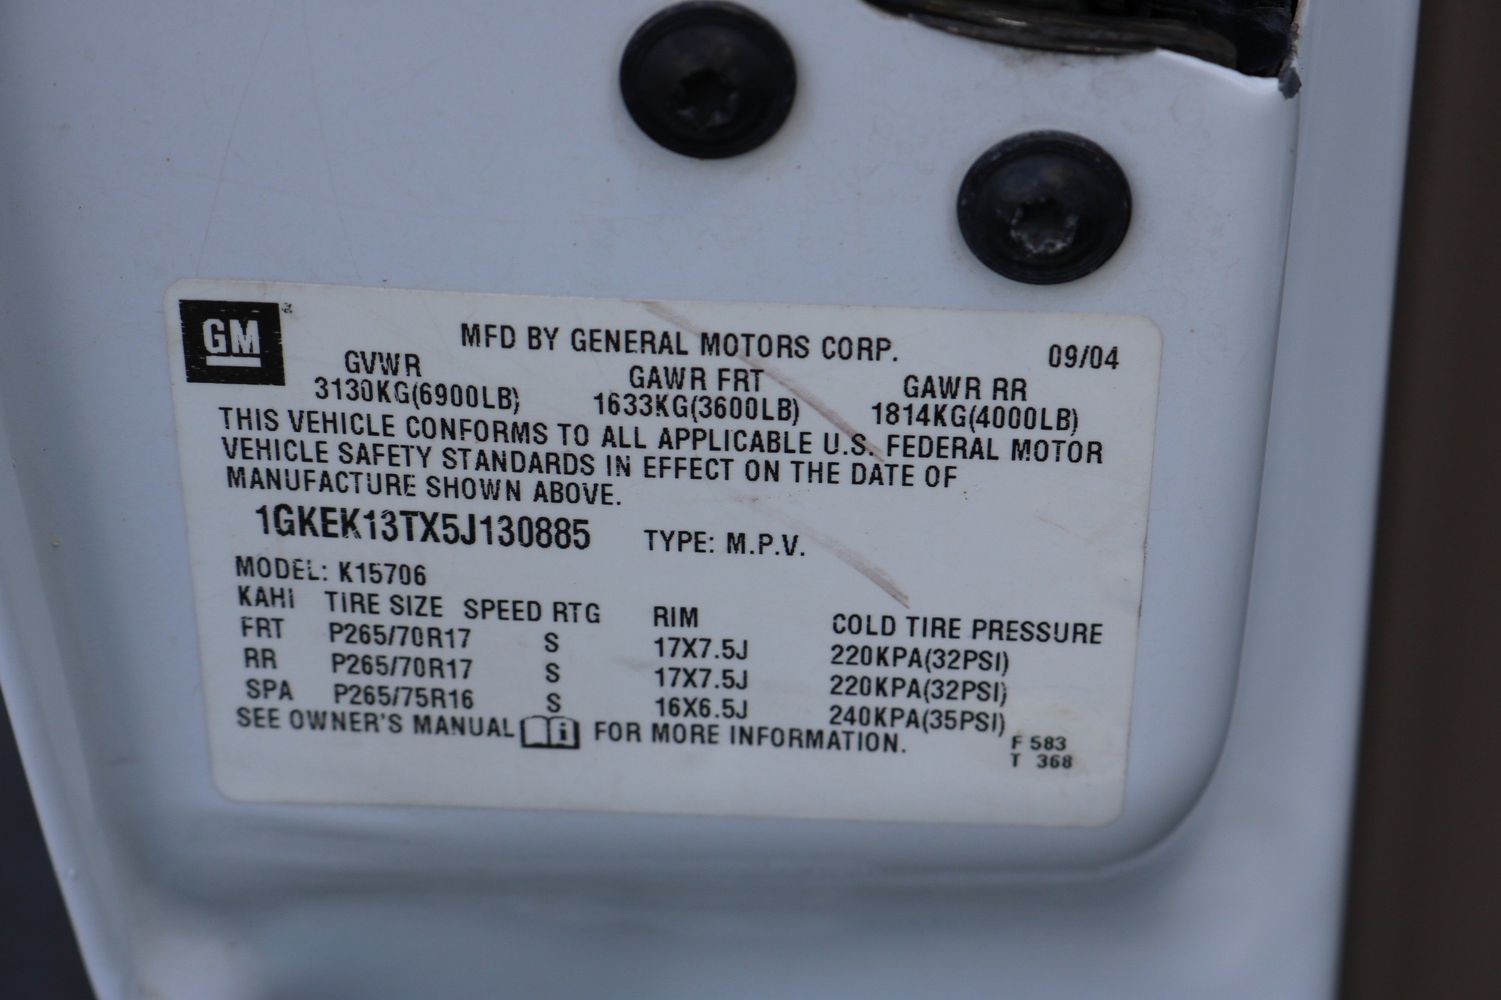 GM
MFD BY GENERAL MOTORS CORP. 09/04
GVWR GAWR FRT GAWR RR
3130KG(6900LB) 1633KG(3600LB) 1814KG(4000LB)
THIS VEHICLE CONFORMS TO ALL APPLICABLE U.S. FEDERAL MOTOR
VEHICLE SAFETY STANDARDS IN EFFECT ON THE DATE OF
MANUFACTURE SHOWN ABOVE.
1GKEK13TX5J130885 TYPE: M.P.V.
MODEL: K15706
KAHI TIRE SIZE SPEED RTG RIM COLD TIRE PRESSURE
FRT P265/70R17 S 17X7.5J 220KPA(32PSI)
RR P265/70R17 S 17X7.5J 220KPA(32PSI)
SPA P265/75R16 S 16X6.5J 240KPA(35PSI)
SEE OWNER'S MANUAL i FOR MORE INFORMATION.
F 583
T 368